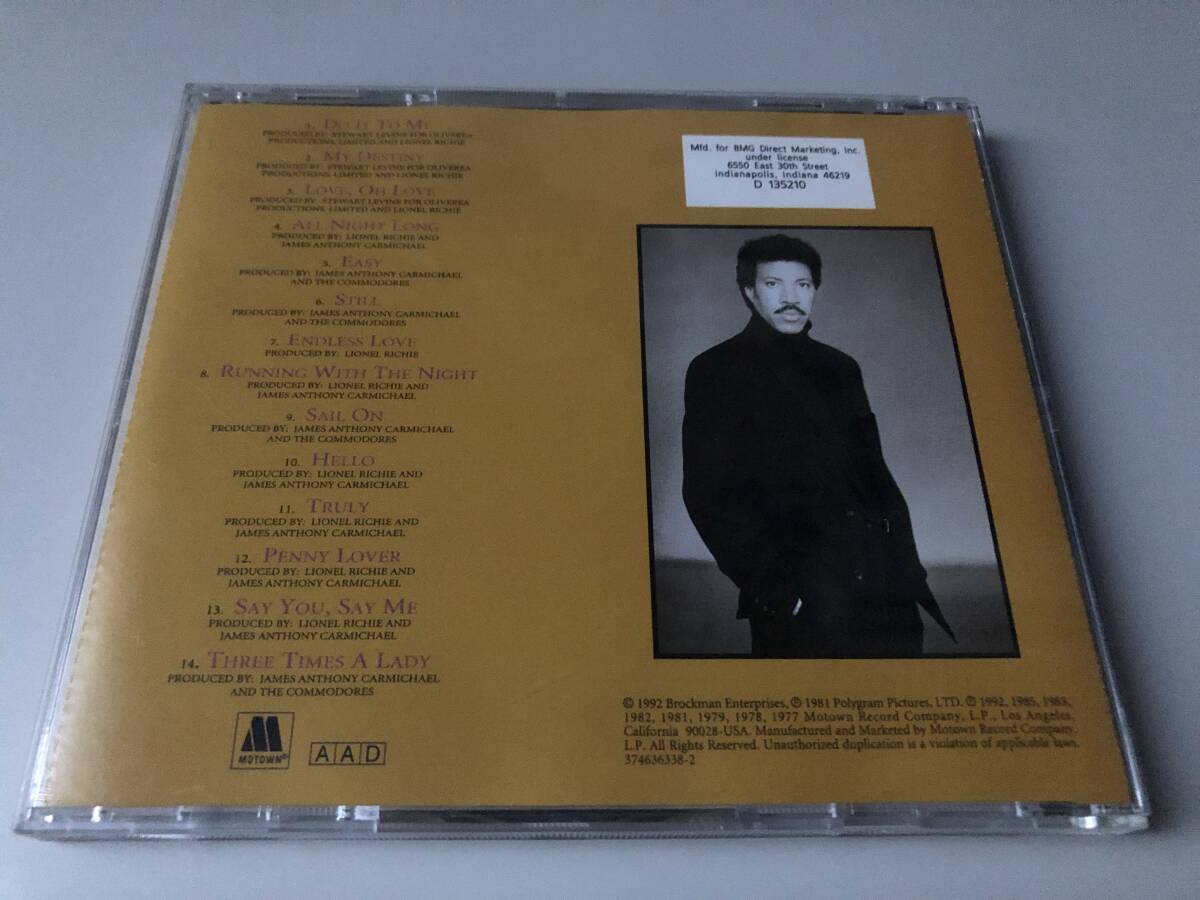 1. DO IT TO ME
PRODUCED BY: STEWART LEVINE FOR OLIVEREA
PRODUCTIONS, LIMITED AND LIONEL RICHIE
2. MY DESTINY
PRODUCED BY: STEWART LEVINE FOR OLIVEREA
PRODUCTIONS, LIMITED AND LIONEL RICHIE
3. LOVE, OH LOVE
PRODUCED BY: STEWART LEVINE FOR OLIVEREA
PRODUCTIONS, LIMITED AND LIONEL RICHIE
4. ALL NIGHT LONG
PRODUCED BY: LIONEL RICHIE AND
JAMES ANTHONY CARMICHAEL
5. EASY
PRODUCED BY: JAMES ANTHONY CARMICHAEL
AND THE COMMODORES
6. STILL
PRODUCED BY: JAMES ANTHONY CARMICHAEL
AND THE COMMODORES
7. ENDLESS LOVE
PRODUCED BY: LIONEL RICHIE
8. RUNNING WITH THE NIGHT
PRODUCED BY: LIONEL RICHIE AND
JAMES ANTHONY CARMICHAEL
9. SAIL ON
PRODUCED BY: JAMES ANTHONY CARMICHAEL
AND THE COMMODORES
10. HELLO
PRODUCED BY: LIONEL RICHIE AND
JAMES ANTHONY CARMICHAEL
11. TRULY
PRODUCED BY: LIONEL RICHIE AND
JAMES ANTHONY CARMICHAEL
12. PENNY LOVER
PRODUCED BY: LIONEL RICHIE AND
JAMES ANTHONY CARMICHAEL
13. SAY YOU, SAY ME
PRODUCED BY: LIONEL RICHIE AND
JAMES ANTHONY CARMICHAEL
14. THREE TIMES A LADY
PRODUCED BY: JAMES ANTHONY CARMICHAEL
AND THE COMMODORES
M
MOTOWN®
AAD
Mfd. for BMG Direct Marketing, Inc.
under license
6550 East 30th Street
Indianapolis, Indiana 46219
D 135210
© 1992 Brockman Enterprises, ℗ 1981 Polygram Pictures, LTD. ℗ 1992, 1985, 1983,
1982, 1981, 1979, 1978, 1977 Motown Record Company, L.P., Los Angeles,
California 90028-USA. Manufactured and Marketed by Motown Record Company,
L.P. All Rights Reserved. Unauthorized duplication is a violation of applicable laws.
374636338-2